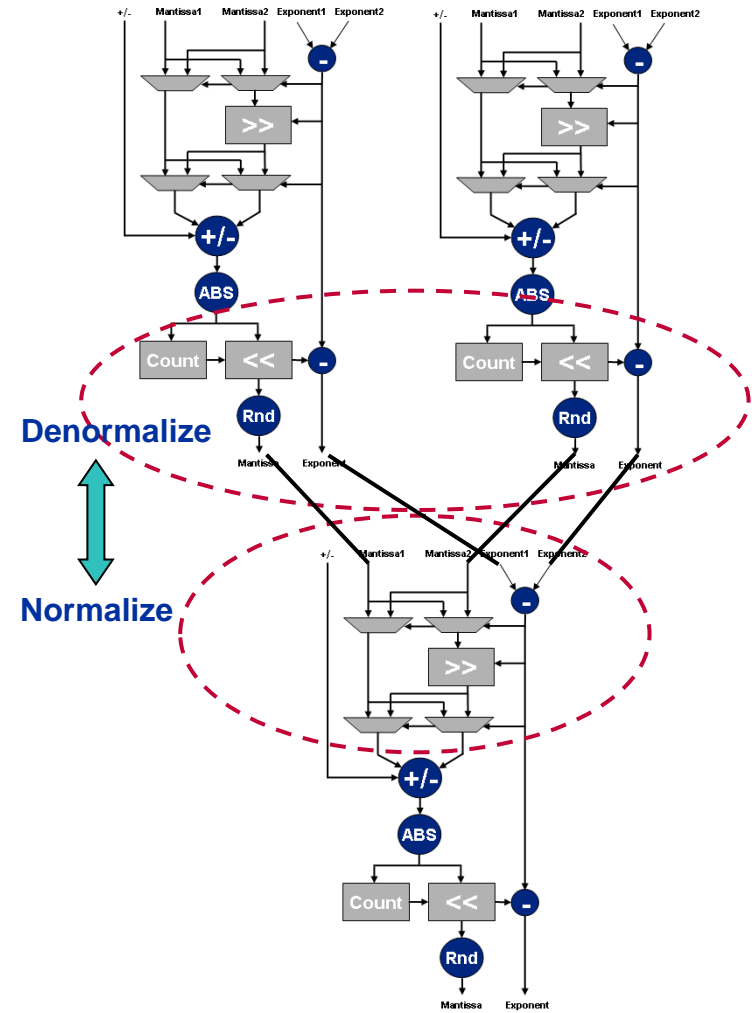 +/- Mantissa1 Mantissa2 Exponent1 Exponent2
+/- Mantissa1 Mantissa2 Exponent1 Exponent2
-
-
>>
>>
+/-
+/-
ABS
ABS
Count << -
Count << -
Rnd
Rnd
Denormalize
Mantissa Exponent
Mantissa Exponent
+/- Mantissa1 Mantissa2 Exponent1 Exponent2
-
Normalize
>>
+/-
ABS
Count << -
Rnd
Mantissa Exponent